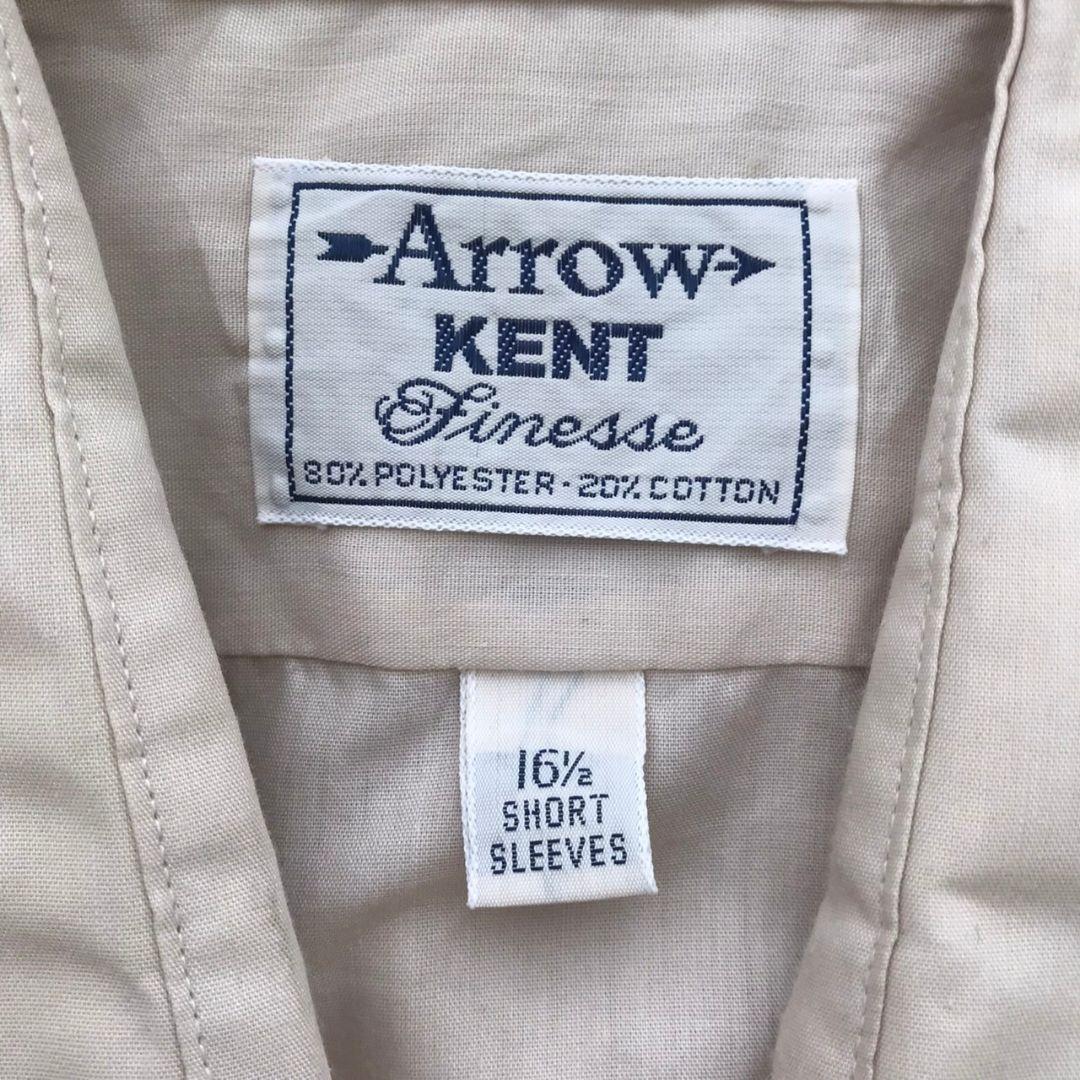 Arrow
KENT
Finesse
80% POLYESTER · 20% COTTON
16½
SHORT
SLEEVES